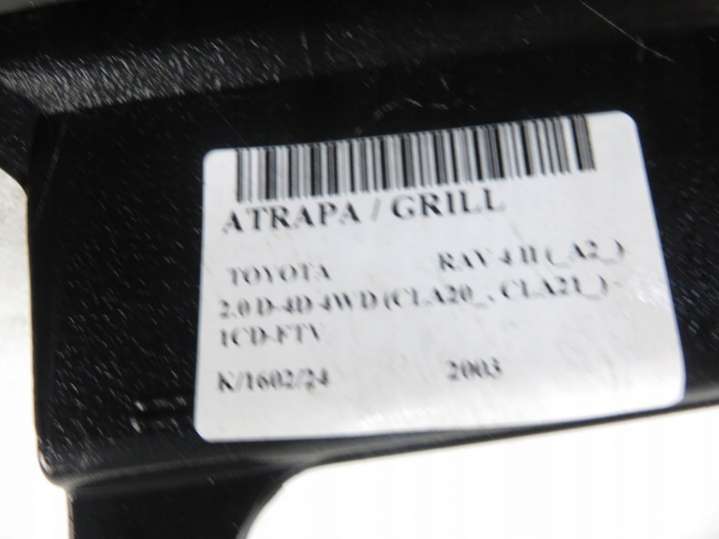 ATRAPA / GRILL
TOYOTA RAV 4 II (_A2_)
2.0 D-4D 4WD (CLA20_, CLA21_) -
1CD-FTV
K/1602/24 2003